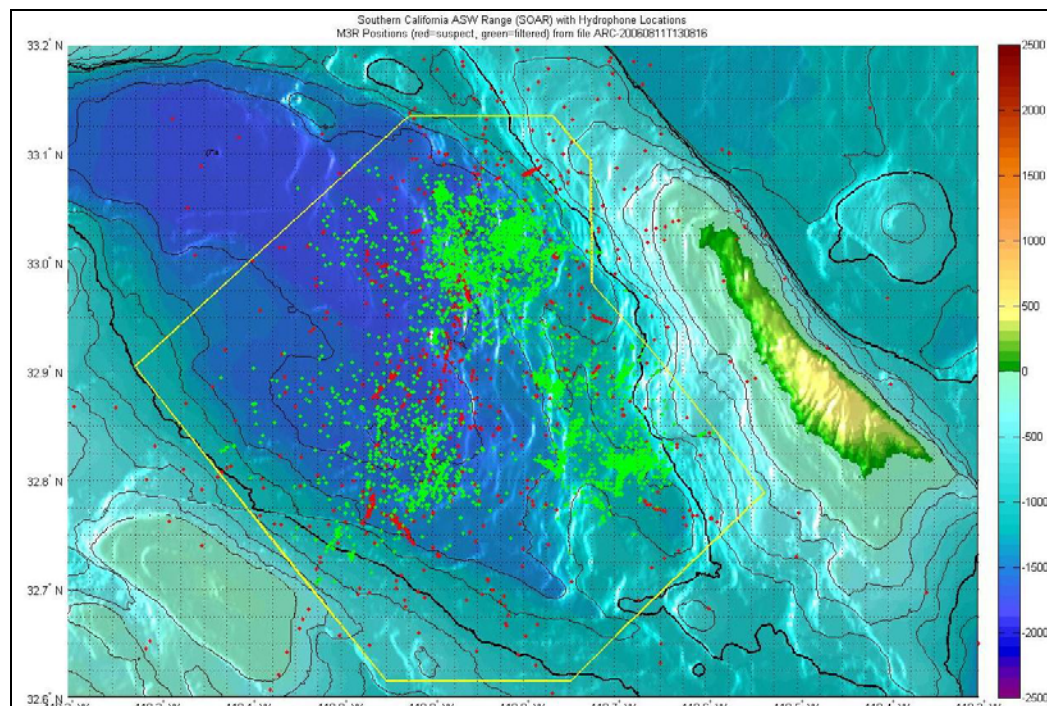 Southern California ASW Range (SOAR) with Hydrophone Locations
M3R Positions (red=suspect, green=filtered) from file ARC-20060811T130816
33.2° N
33.1° N
33.0° N
32.9° N
32.8° N
32.7° N
32.6° N
2500
2000
1500
1000
500
0
-500
-1000
-1500
-2000
-2500